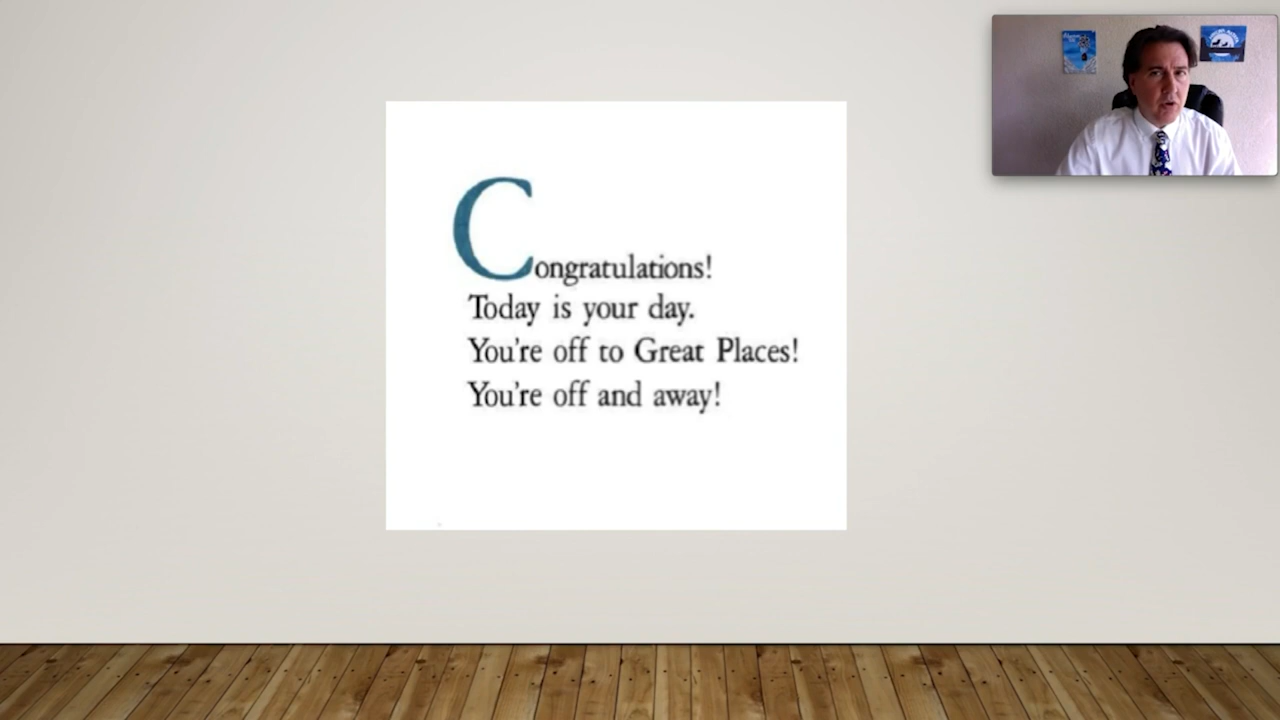 Congratulations!
Today is your day.
You're off to Great Places!
You're off and away!